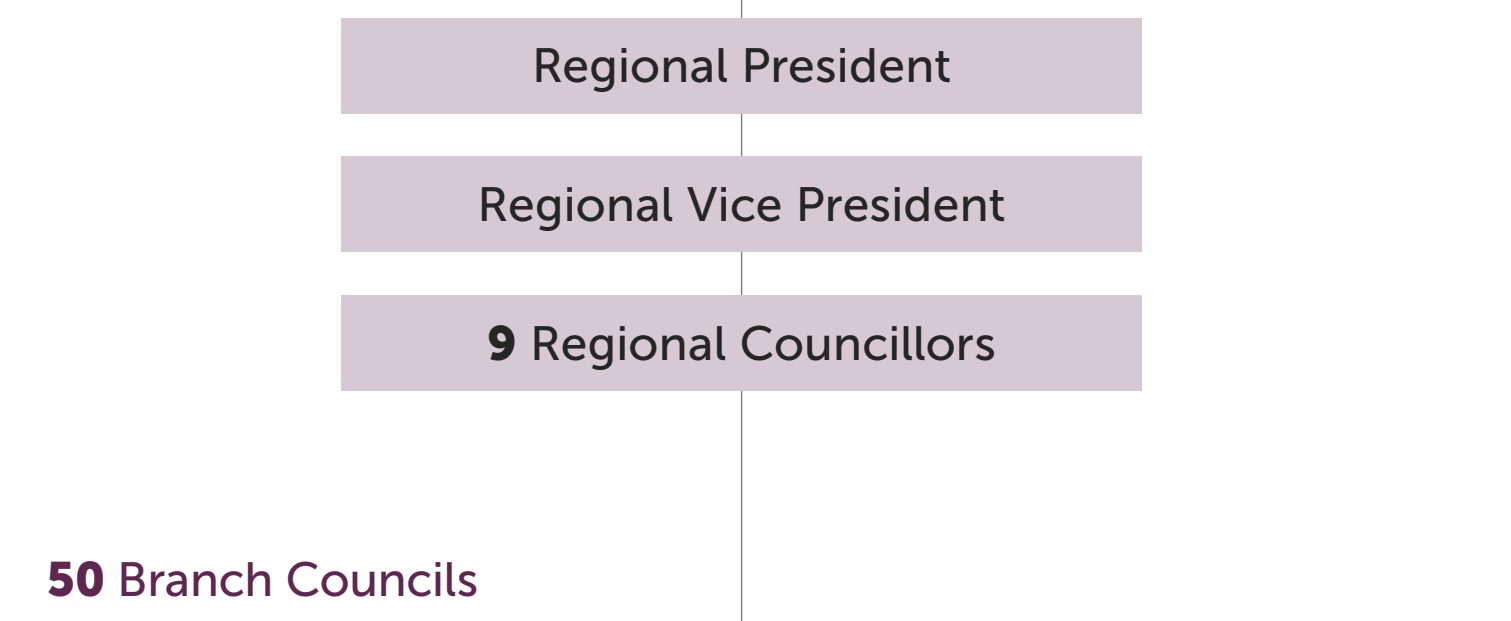 Regional President
Regional Vice President
9 Regional Councillors
50 Branch Councils